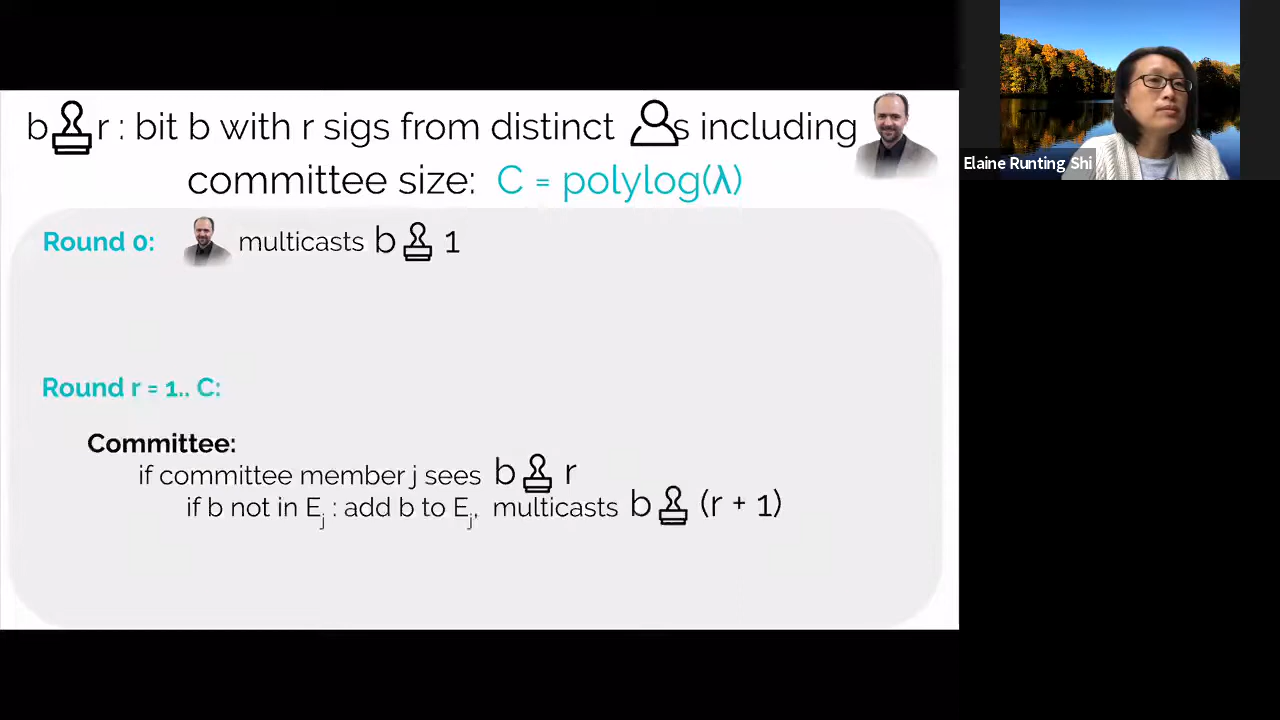 b r : bit b with r sigs from distinct s including
committee size: C = polylog(λ)
Round 0: multicasts b 1
Round r = 1.. C:
Committee:
if committee member j sees b r
if b not in Ej : add b to Ej, multicasts b (r + 1)
Elaine Runting Shi